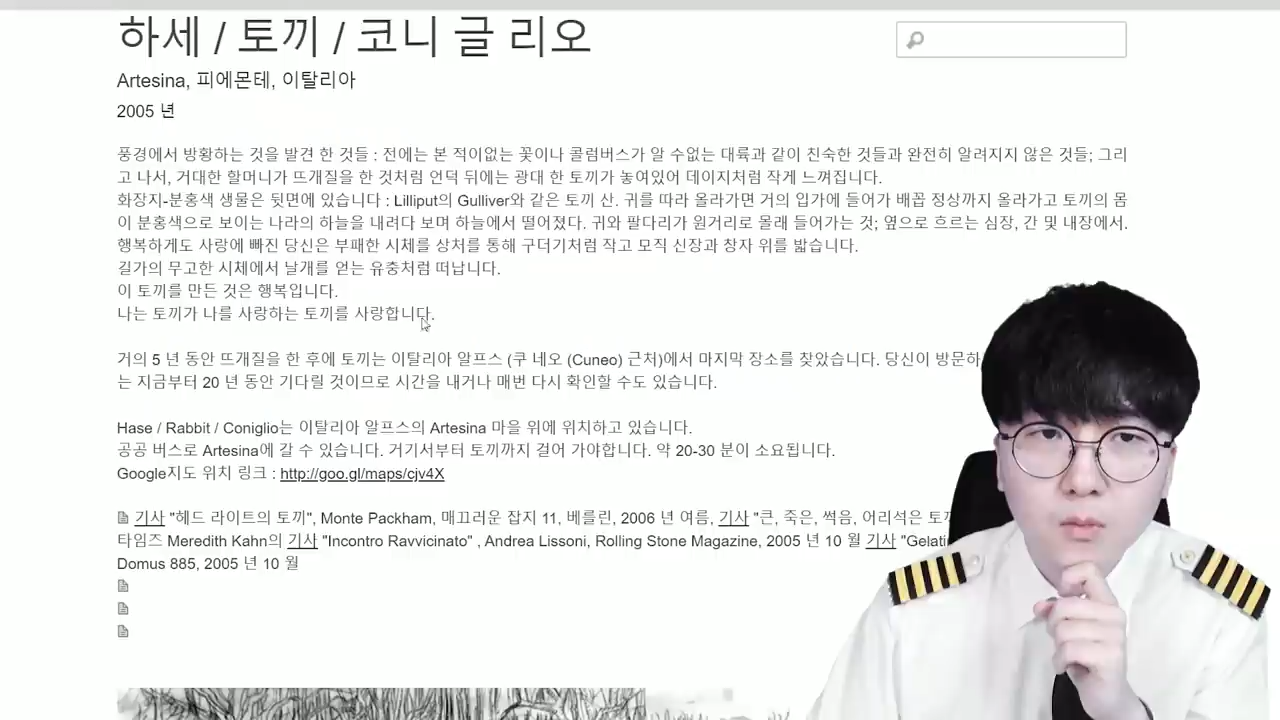 하세 / 토끼 / 코니 글 리오
Artesina, 피에몬테, 이탈리아
2005 년
풍경에서 방황하는 것을 발견 한 것들 : 전에는 본 적이없는 꽃이나 콜럼버스가 알 수없는 대륙과 같이 친숙한 것들과 완전히 알려지지 않은 것들; 그리
고 나서, 거대한 할머니가 뜨개질을 한 것처럼 언덕 뒤에는 광대 한 토끼가 놓여있어 데이지처럼 작게 느껴집니다.
화장지-분홍색 생물은 뒷면에 있습니다 : Lilliput의 Gulliver와 같은 토끼 산. 귀를 따라 올라가면 거의 입가에 들어가 배꼽 정상까지 올라가고 토끼의 몸
이 분홍색으로 보이는 나라의 하늘을 내려다 보며 하늘에서 떨어졌다. 귀와 팔다리가 원거리로 몰래 들어가는 것; 옆으로 흐르는 심장, 간 및 내장에서.
행복하게도 사랑에 빠진 당신은 부패한 시체를 상처를 통해 구더기처럼 작고 모직 신장과 창자 위를 밟습니다.
길가의 무고한 시체에서 날개를 얻는 유충처럼 떠납니다.
이 토끼를 만든 것은 행복입니다.
나는 토끼가 나를 사랑하는 토끼를 사랑합니다.
거의 5 년 동안 뜨개질을 한 후에 토끼는 이탈리아 알프스 (쿠 네오 (Cuneo) 근처)에서 마지막 장소를 찾았습니다. 당신이 방문하
는 지금부터 20 년 동안 기다릴 것이므로 시간을 내거나 매번 다시 확인할 수도 있습니다.
Hase / Rabbit / Coniglio는 이탈리아 알프스의 Artesina 마을 위에 위치하고 있습니다.
공공 버스로 Artesina에 갈 수 있습니다. 거기서부터 토끼까지 걸어 가야합니다. 약 20-30 분이 소요됩니다.
Google지도 위치 링크 : http://goo.gl/maps/cjv4X
기사 "헤드 라이트의 토끼", Monte Packham, 매끄러운 잡지 11, 베를린, 2006 년 여름, 기사 "큰, 죽은, 썩음, 어리석은 토끼
타임즈 Meredith Kahn의 기사 "Incontro Ravvicinato" , Andrea Lissoni, Rolling Stone Magazine, 2005 년 10 월 기사 "Gelati
Domus 885, 2005 년 10 월